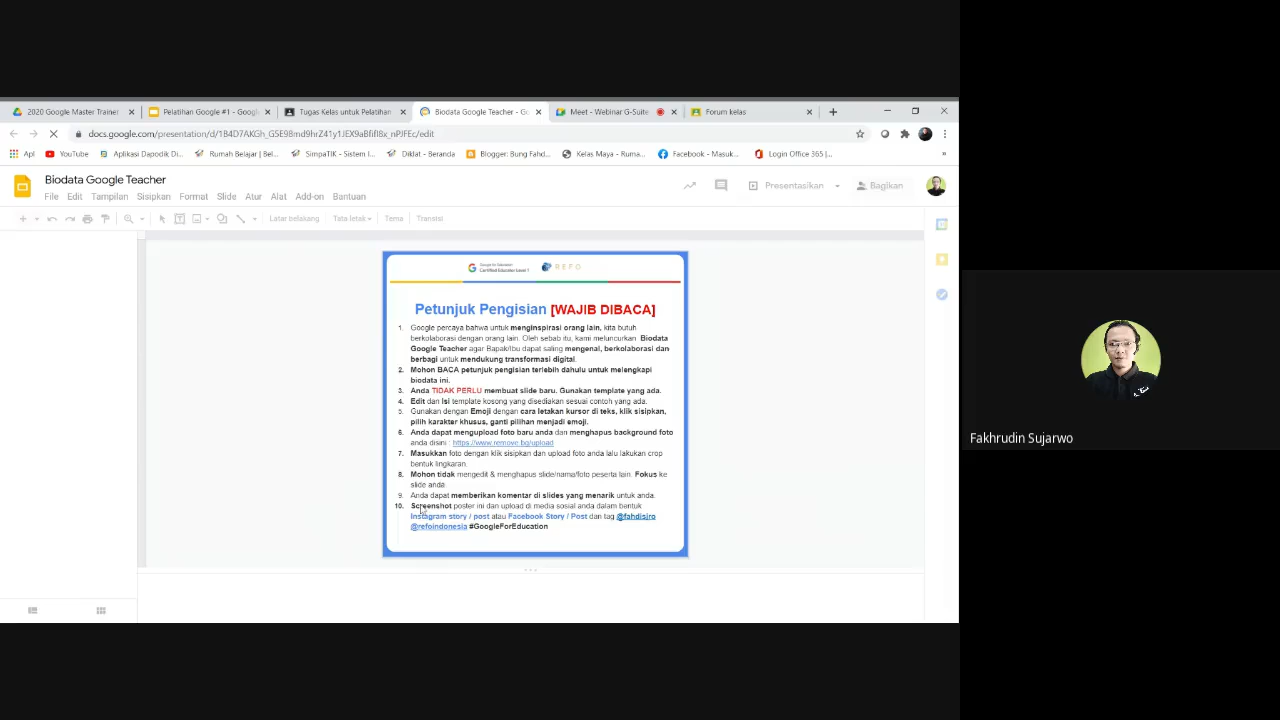 2020 Google Master Trainer
Pelatihan Google #1 - Googl
Tugas Kelas untuk Pelatihan
Biodata Google Teacher - Go
Meet - Webinar G-Suite
Forum kelas
docs.google.com/presentation/d/
/edit
Apl
YouTube
Aplikasi Dapodik Di...
Rumah Belajar | Bel...
SimpaTIK - Sistem I...
Diklat - Beranda
Blogger: Bung Fahd...
Kelas Maya - Ruma...
Facebook - Masuk...
Login Office 365 |...
Biodata Google Teacher
File Edit Tampilan Sisipkan Format Slide Atur Alat Add-on Bantuan
Presentasikan
Bagikan
Latar belakang
Tata letak
Tema
Transisi
Google for Education
Certified Educator Level 1
REFO
Petunjuk Pengisian [WAJIB DIBACA]
1. Google percaya bahwa untuk menginspirasi orang lain, kita butuh
berkolaborasi dengan orang lain. Oleh sebab itu, kami meluncurkan Biodata
Google Teacher agar Bapak/Ibu dapat saling mengenal, berkolaborasi dan
berbagi untuk mendukung transformasi digital.
2. Mohon BACA petunjuk pengisian terlebih dahulu untuk melengkapi
biodata ini.
3. Anda TIDAK PERLU membuat slide baru. Gunakan template yang ada.
4. Edit dan Isi template kosong yang disediakan sesuai contoh yang ada.
5. Gunakan dengan Emoji dengan cara letakan kursor di teks, klik sisipkan,
pilih karakter khusus, ganti pilihan menjadi emoji.
6. Anda dapat mengupload foto baru anda dan menghapus background foto
anda disini : https://www.remove.bg/upload
7. Masukkan foto dengan klik sisipkan dan upload foto anda lalu lakukan crop
bentuk lingkaran.
8. Mohon tidak mengedit & menghapus slide/nama/foto peserta lain. Fokus ke
slide anda
9. Anda dapat memberikan komentar di slides yang menarik untuk anda.
10. Screenshot poster ini dan upload di media sosial anda dalam bentuk
Instagram story / post atau Facebook Story / Post dan tag @fahdisjro
@refoindonesia #GoogleForEducation
Fakhrudin Sujarwo